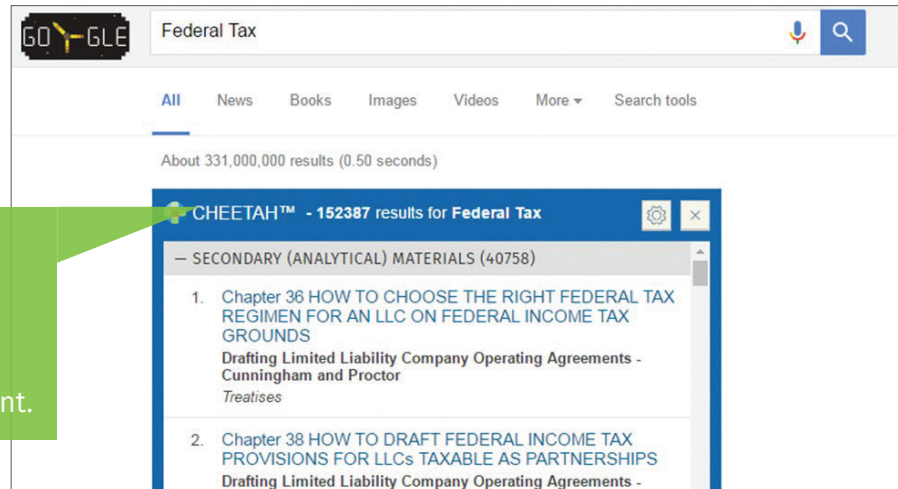 GO GLE
Federal Tax
All News Books Images Videos More Search tools
About 331,000,000 results (0.50 seconds)
CHEETAH™ - 152387 results for Federal Tax
— SECONDARY (ANALYTICAL) MATERIALS (40758)
1. Chapter 36 HOW TO CHOOSE THE RIGHT FEDERAL TAX
REGIMEN FOR AN LLC ON FEDERAL INCOME TAX
GROUNDS
Drafting Limited Liability Company Operating Agreements -
Cunningham and Proctor
Treatises
nt.
2. Chapter 38 HOW TO DRAFT FEDERAL INCOME TAX
PROVISIONS FOR LLCs TAXABLE AS PARTNERSHIPS
Drafting Limited Liability Company Operating Agreements -